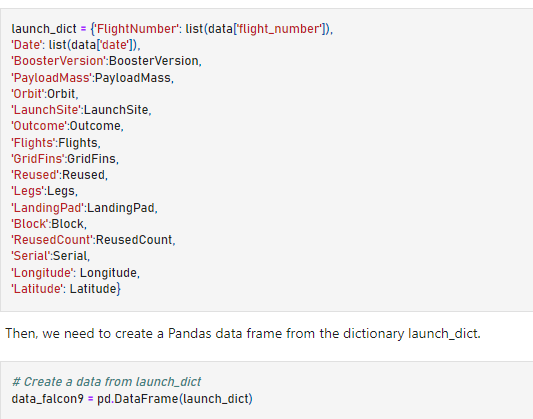 launch_dict = {'FlightNumber': list(data['flight_number']),
'Date': list(data['date']),
'BoosterVersion':BoosterVersion,
'PayloadMass':PayloadMass,
'Orbit':Orbit,
'LaunchSite':LaunchSite,
'Outcome':Outcome,
'Flights':Flights,
'GridFins':GridFins,
'Reused':Reused,
'Legs':Legs,
'LandingPad':LandingPad,
'Block':Block,
'ReusedCount':ReusedCount,
'Serial':Serial,
'Longitude': Longitude,
'Latitude': Latitude}
Then, we need to create a Pandas data frame from the dictionary launch_dict.
# Create a data from launch_dict
data_falcon9 = pd.DataFrame(launch_dict)